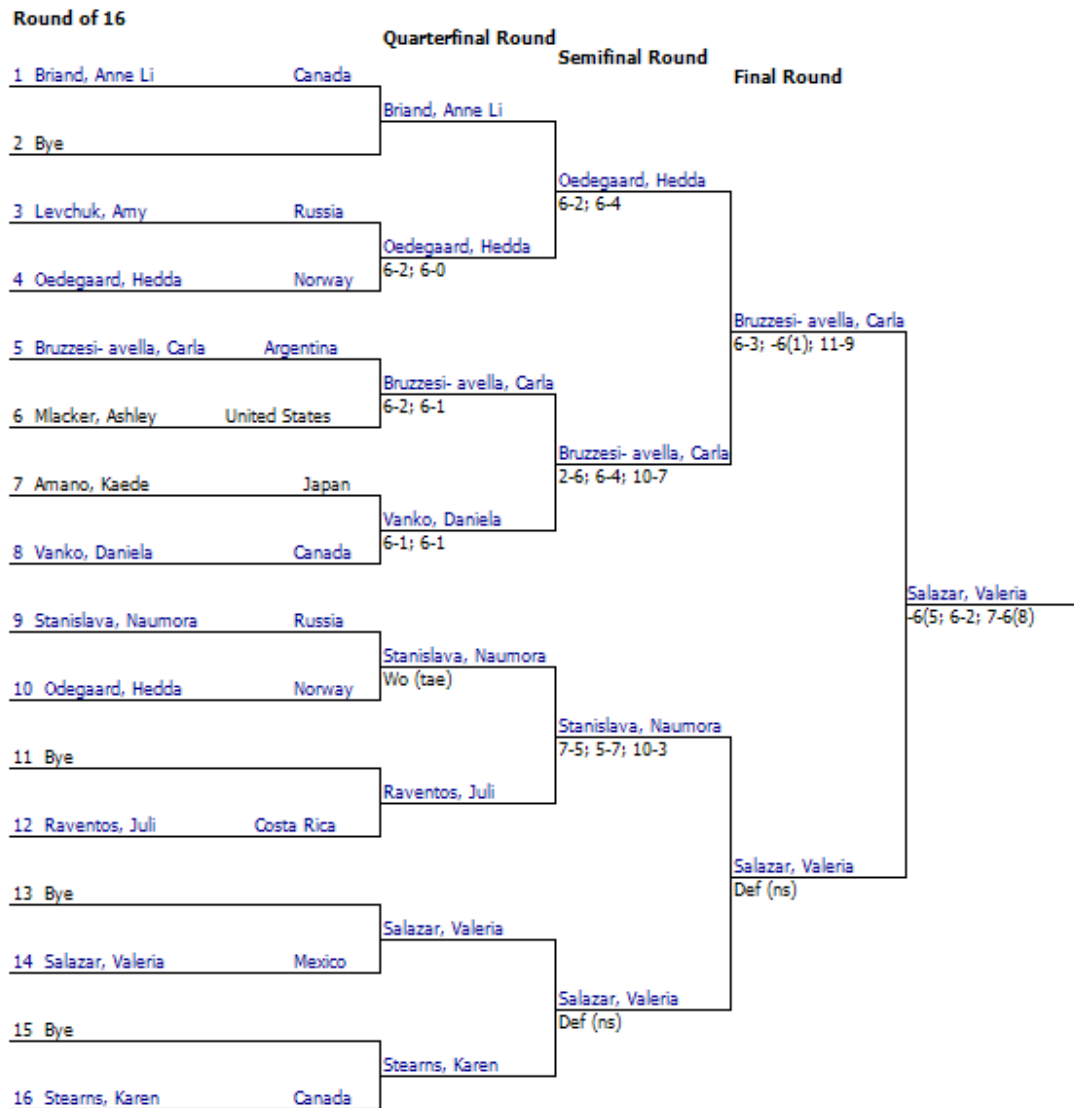 Round of 16
Quarterfinal Round
Semifinal Round
Final Round
1 Briand, Anne Li Canada
Briand, Anne Li
2 Bye
Oedegaard, Hedda
6-2; 6-4
3 Levchuk, Amy Russia
Oedegaard, Hedda
6-2; 6-0
4 Oedegaard, Hedda Norway
Bruzzesi- avella, Carla
6-3; -6(1); 11-9
5 Bruzzesi- avella, Carla Argentina
Bruzzesi- avella, Carla
6-2; 6-1
6 Mlacker, Ashley United States
Bruzzesi- avella, Carla
2-6; 6-4; 10-7
7 Amano, Kaede Japan
Vanko, Daniela
6-1; 6-1
8 Vanko, Daniela Canada
Salazar, Valeria
-6(5; 6-2; 7-6(8)
9 Stanislava, Naumora Russia
Stanislava, Naumora
Wo (tae)
10 Odegaard, Hedda Norway
Stanislava, Naumora
7-5; 5-7; 10-3
11 Bye
Raventos, Juli
12 Raventos, Juli Costa Rica
Salazar, Valeria
Def (ns)
13 Bye
Salazar, Valeria
14 Salazar, Valeria Mexico
Salazar, Valeria
Def (ns)
15 Bye
Stearns, Karen
16 Stearns, Karen Canada